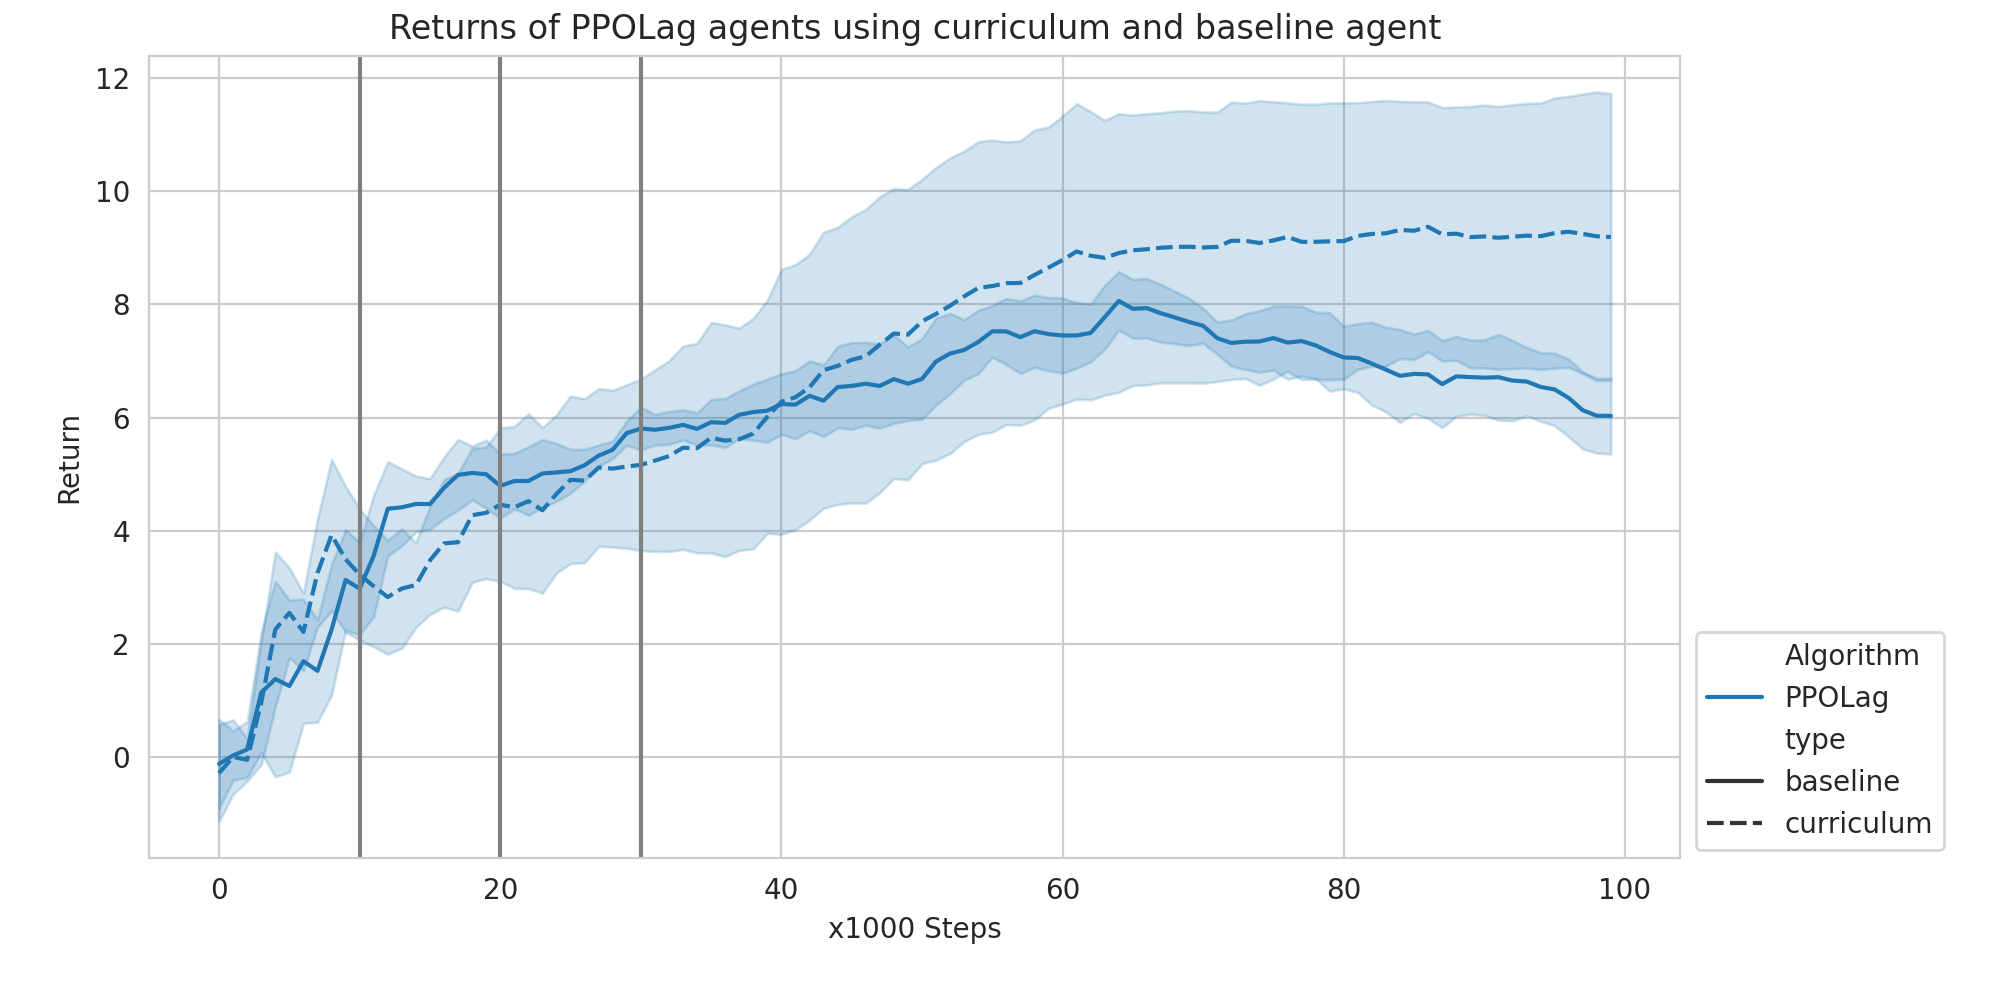 Returns of PPOLag agents using curriculum and baseline agent
12
10
8
6
4
2
0
Return
0 20 40 60 80 100
x1000 Steps
Algorithm
PPOLag
type
baseline
curriculum